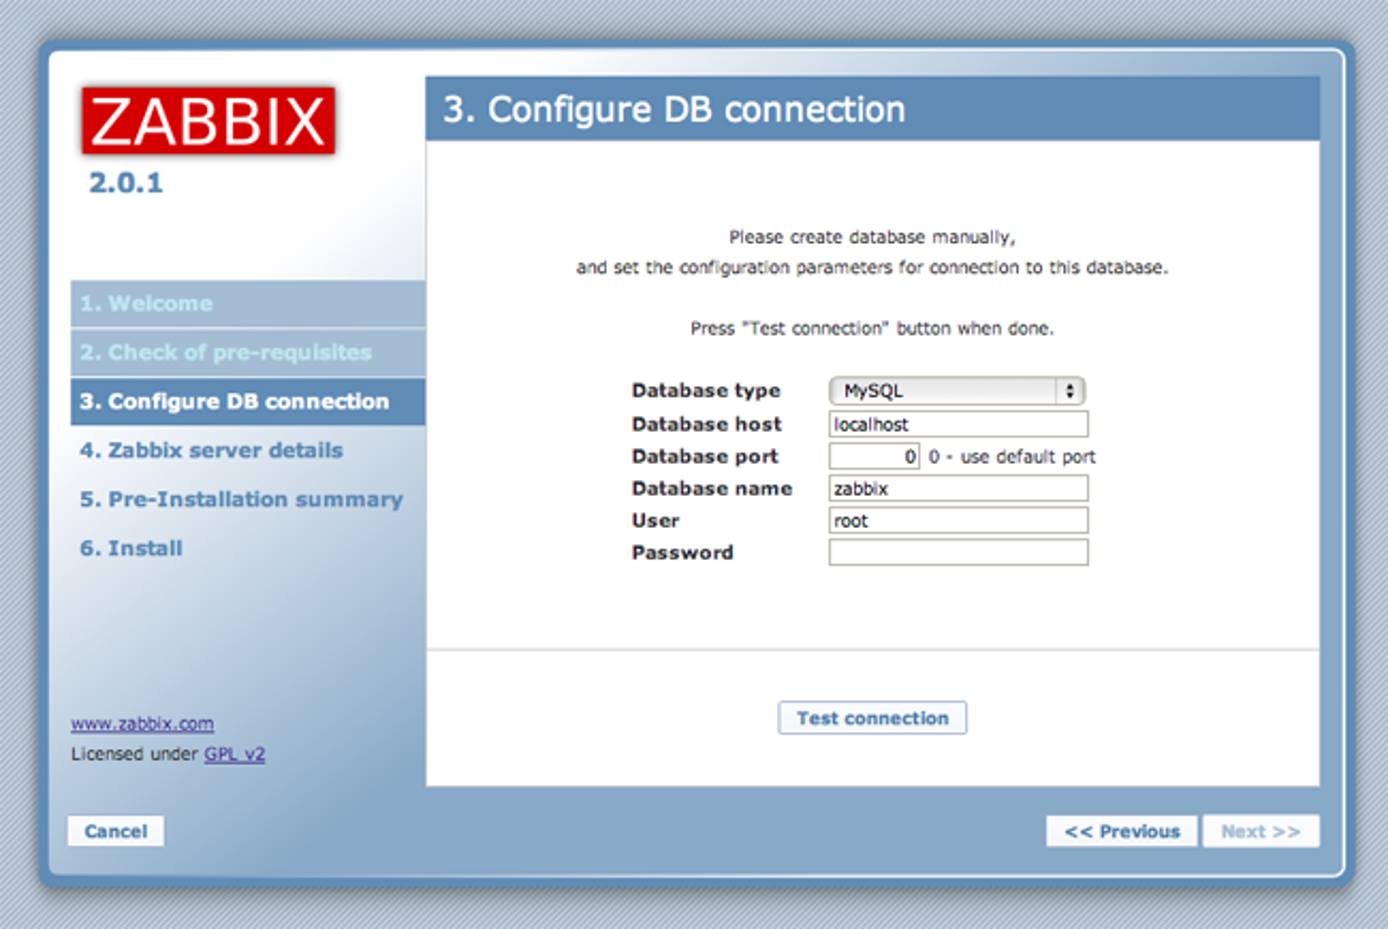 ZABBIX
2.0.1
1. Welcome
2. Check of pre-requisites
3. Configure DB connection
4. Zabbix server details
5. Pre-Installation summary
6. Install
www.zabbix.com
Licensed under GPL v2
3. Configure DB connection
Please create database manually,
and set the configuration parameters for connection to this database.
Press "Test connection" button when done.
Database type MySQL
Database host localhost
Database port 0 0 - use default port
Database name zabbix
User root
Password
Test connection
Cancel
<< Previous Next >>